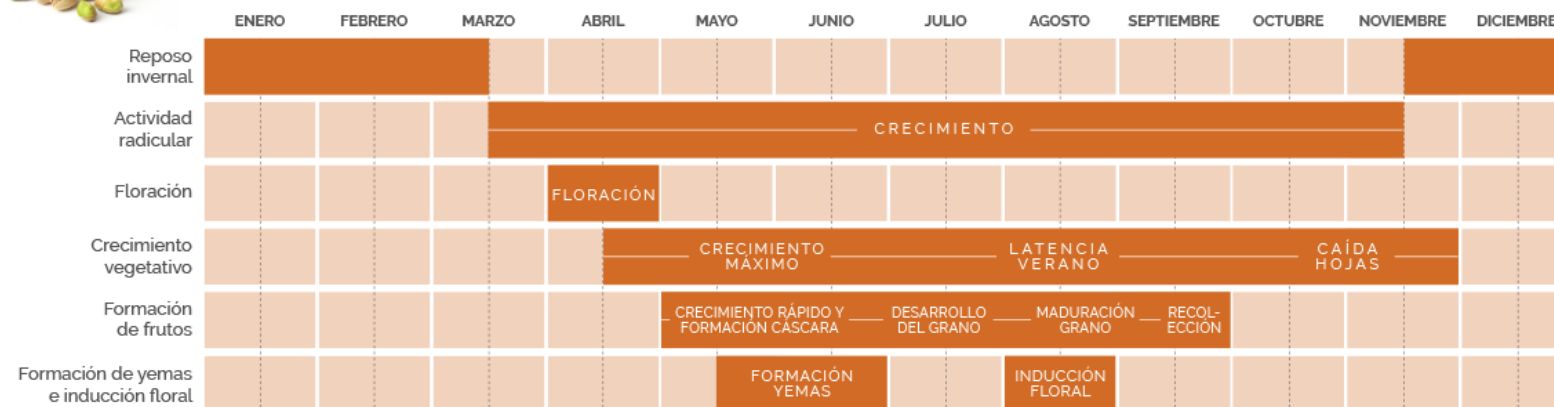 ENERO FEBRERO MARZO ABRIL MAYO JUNIO JULIO AGOSTO SEPTIEMBRE OCTUBRE NOVIEMBRE DICIEMBRE
Reposo
invernal
Actividad
radicular
CRECIMIENTO
Floración
FLORACIÓN
Crecimiento
vegetativo
CRECIMIENTO
MÁXIMO
LATENCIA
VERANO
CAÍDA
HOJAS
Formación
de frutos
CRECIMIENTO RÁPIDO Y
FORMACIÓN CÁSCARA
DESARROLLO
DEL GRANO
MADURACIÓN
GRANO
RECOL-
ECCIÓN
Formación de yemas
e inducción floral
FORMACIÓN
YEMAS
INDUCCIÓN
FLORAL